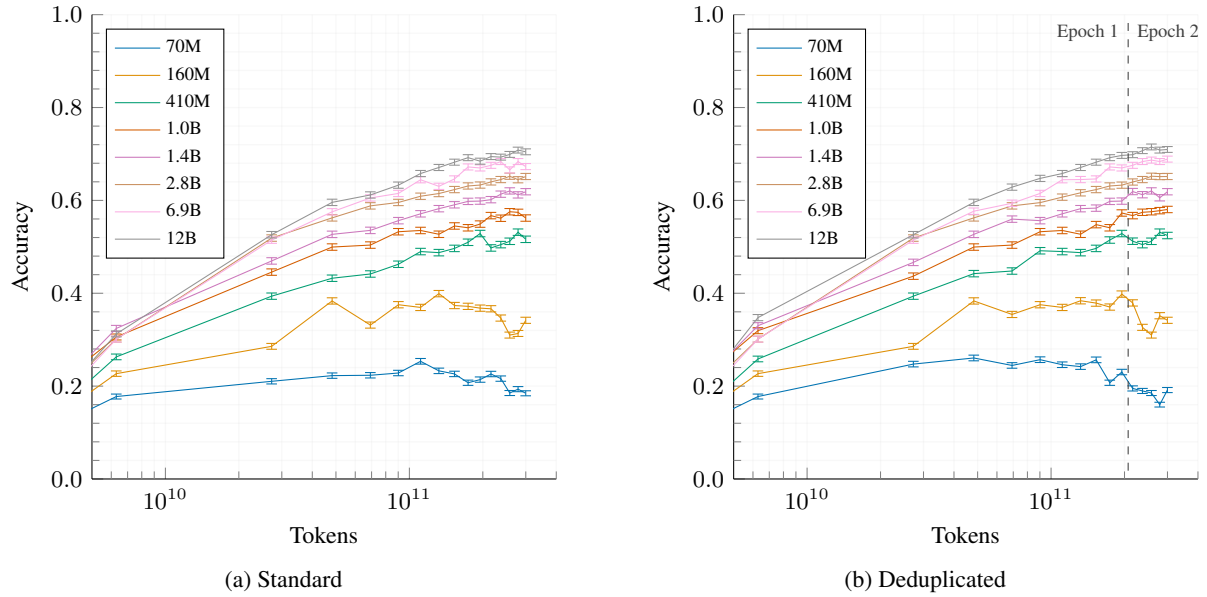 1.0
0.8
0.6
0.4
0.2
0.0
Accuracy
70M
160M
410M
1.0B
1.4B
2.8B
6.9B
12B
10^10
10^11
Tokens
(a) Standard
1.0
0.8
0.6
0.4
0.2
0.0
Accuracy
70M
160M
410M
1.0B
1.4B
2.8B
6.9B
12B
Epoch 1
Epoch 2
10^10
10^11
Tokens
(b) Deduplicated